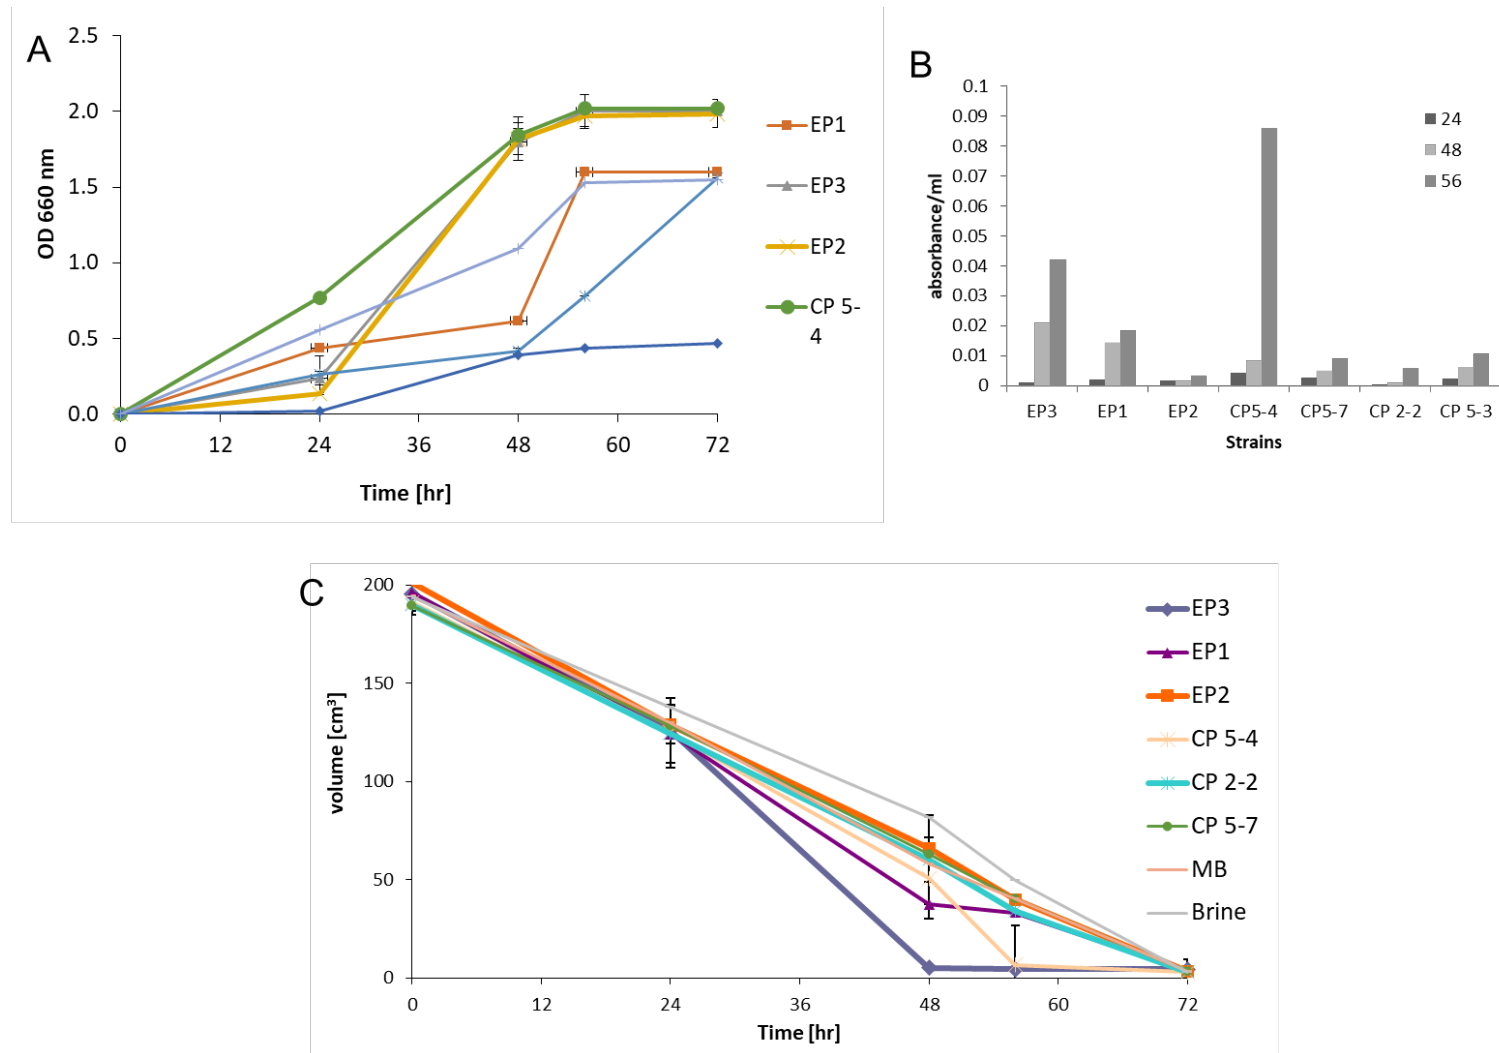 A
2.5
2.0
1.5
1.0
0.5
0.0
OD 660 nm
0 12 24 36 48 60 72
Time [hr]
EP1
EP3
EP2
CP 5-
4
B
0.1
0.09
0.08
0.07
0.06
0.05
0.04
0.03
0.02
0.01
0
absorbance/ml
24
48
56
EP3 EP1 EP2 CP5-4 CP5-7 CP 2-2 CP 5-3
Strains
C
200
150
100
50
0
volume [cm³]
0 12 24 36 48 60 72
Time [hr]
EP3
EP1
EP2
CP 5-4
CP 2-2
CP 5-7
MB
Brine